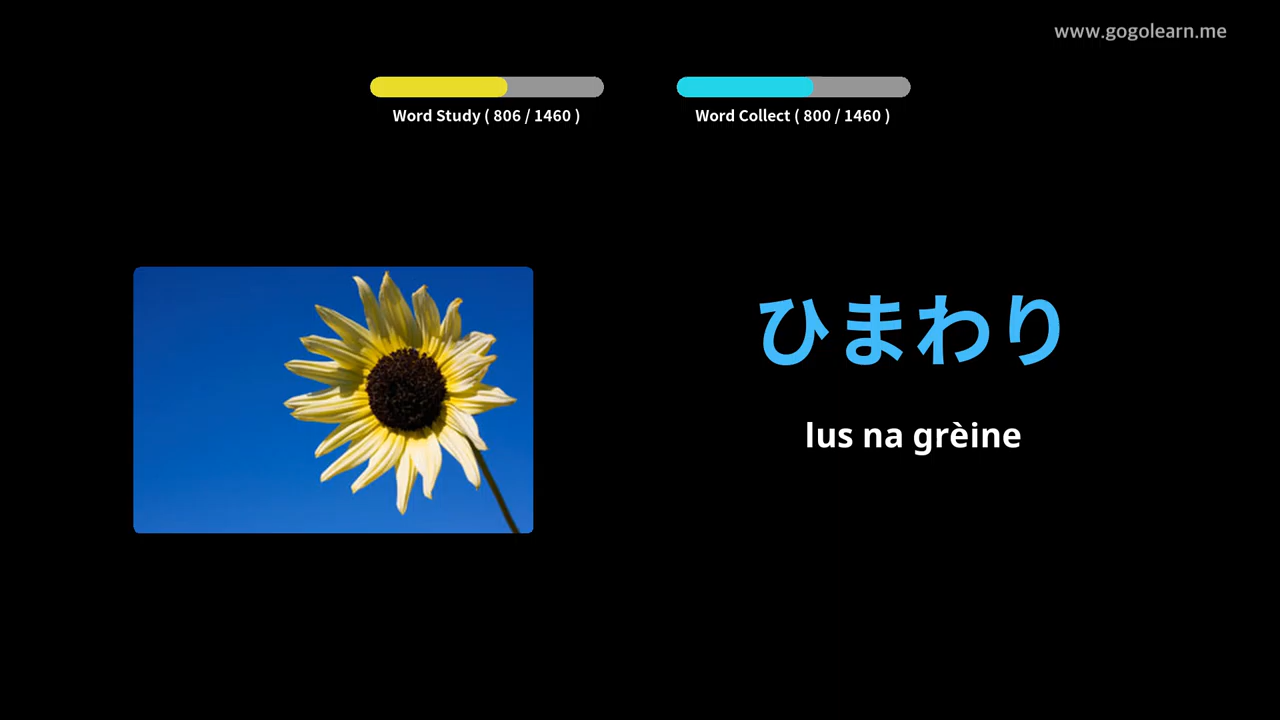 www.gogolearn.me
Word Study ( 806 / 1460 )
Word Collect ( 800 / 1460 )
ひまわり
lus na grèine